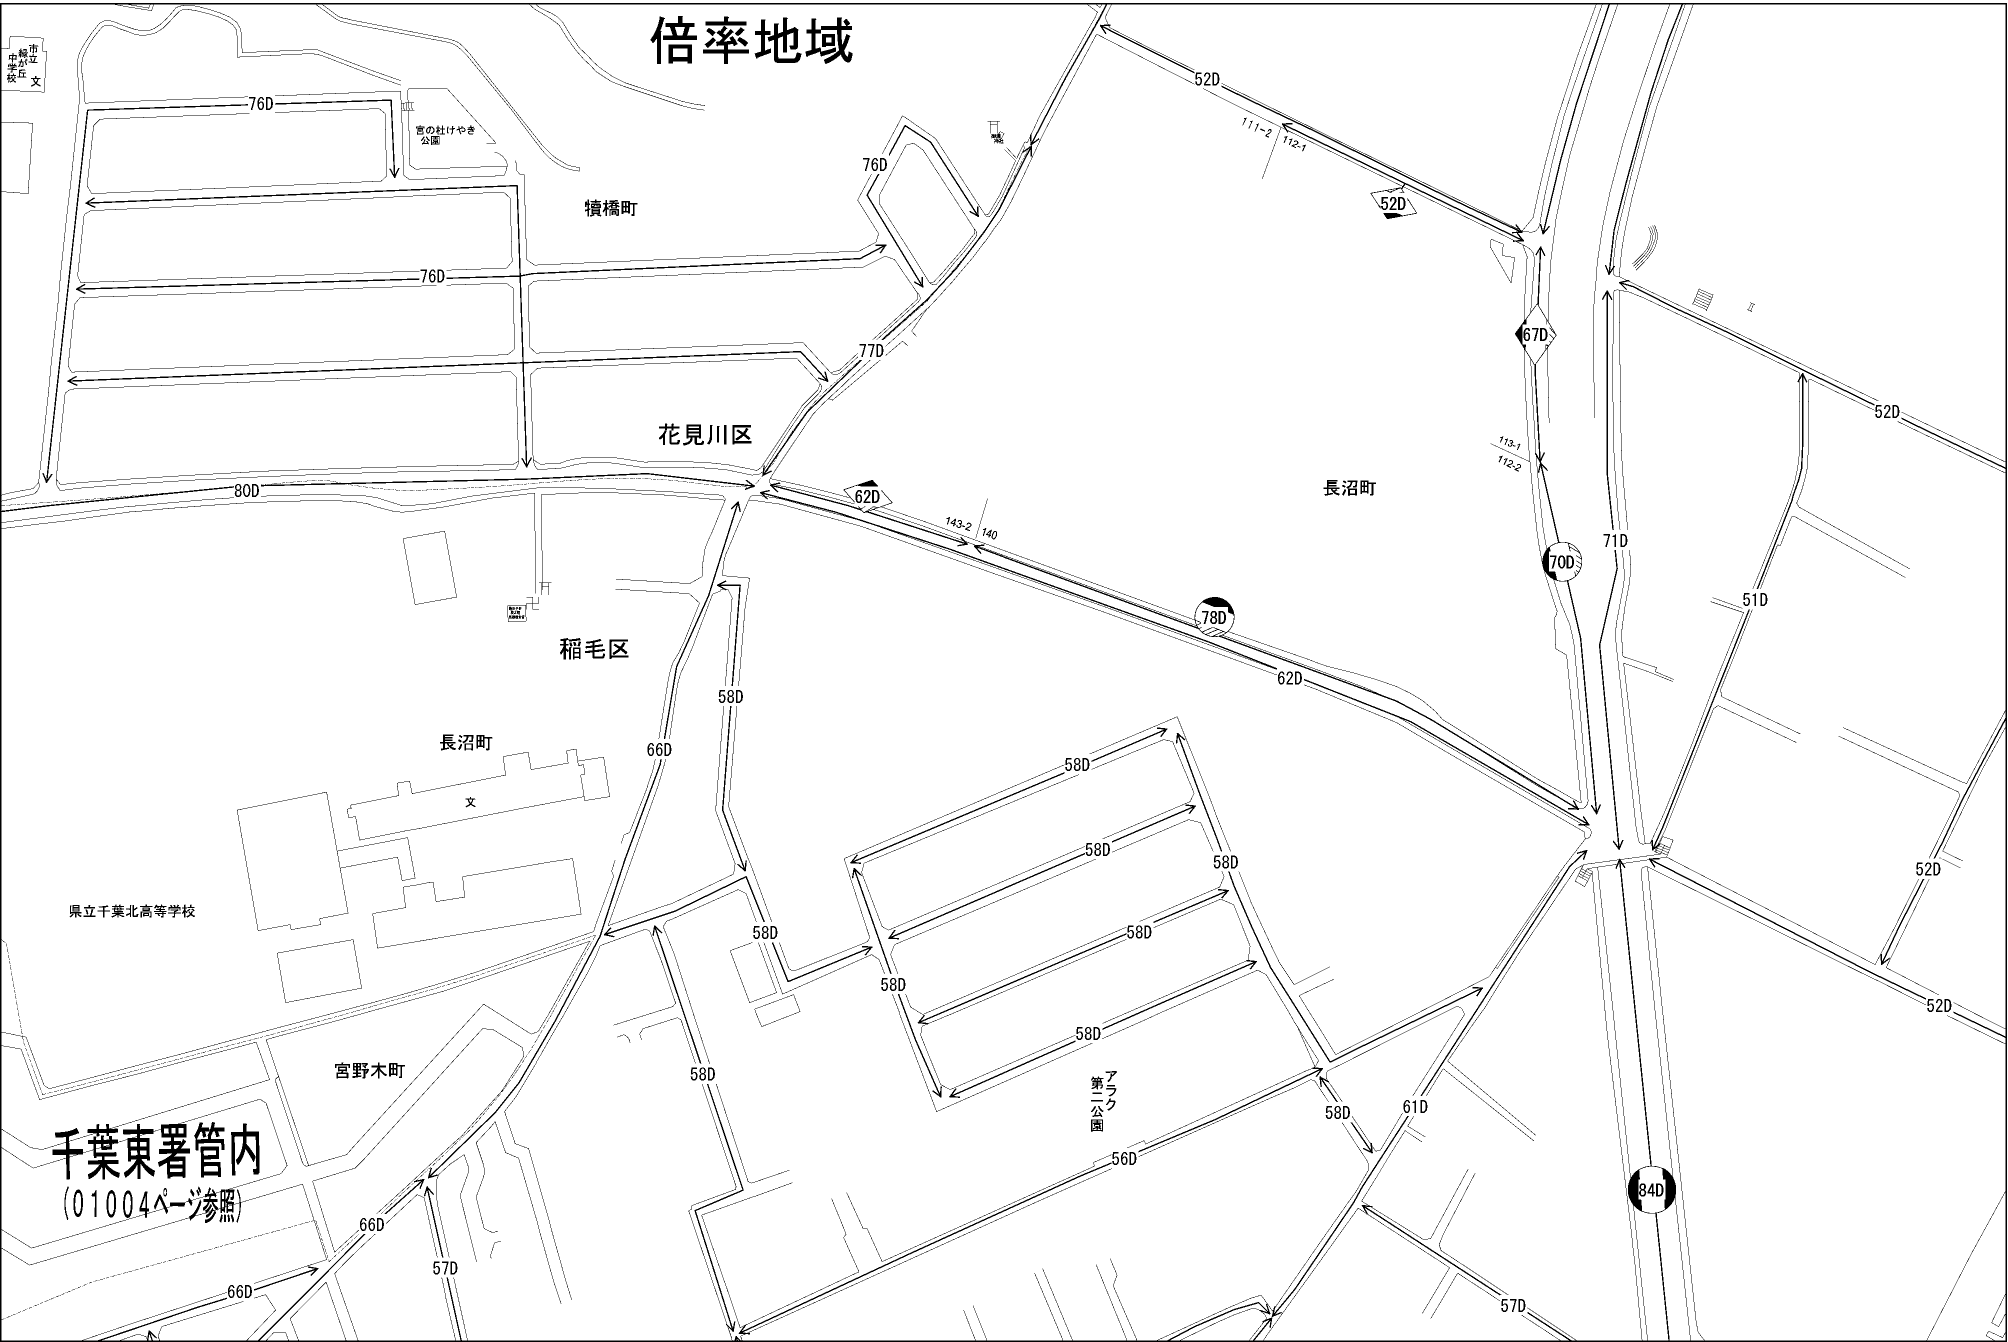 倍率地域
市立
緑が丘
中学校
文
76D
宮の杜けやき
公園
52D
111-2
112-1
76D
犢橋町
52D
76D
67D
77D
52D
花見川区
113-1
112-2
80D
62D
長沼町
143-2
140
71D
70D
51D
78D
稲毛区
62D
58D
長沼町
66D
58D
文
58D
58D
52D
県立千葉北高等学校
58D
58D
58D
52D
58D
宮野木町
58D
アラク
第二公園
58D
61D
千葉東署管内
(01004ページ参照)
56D
84D
66D
57D
66D
57D